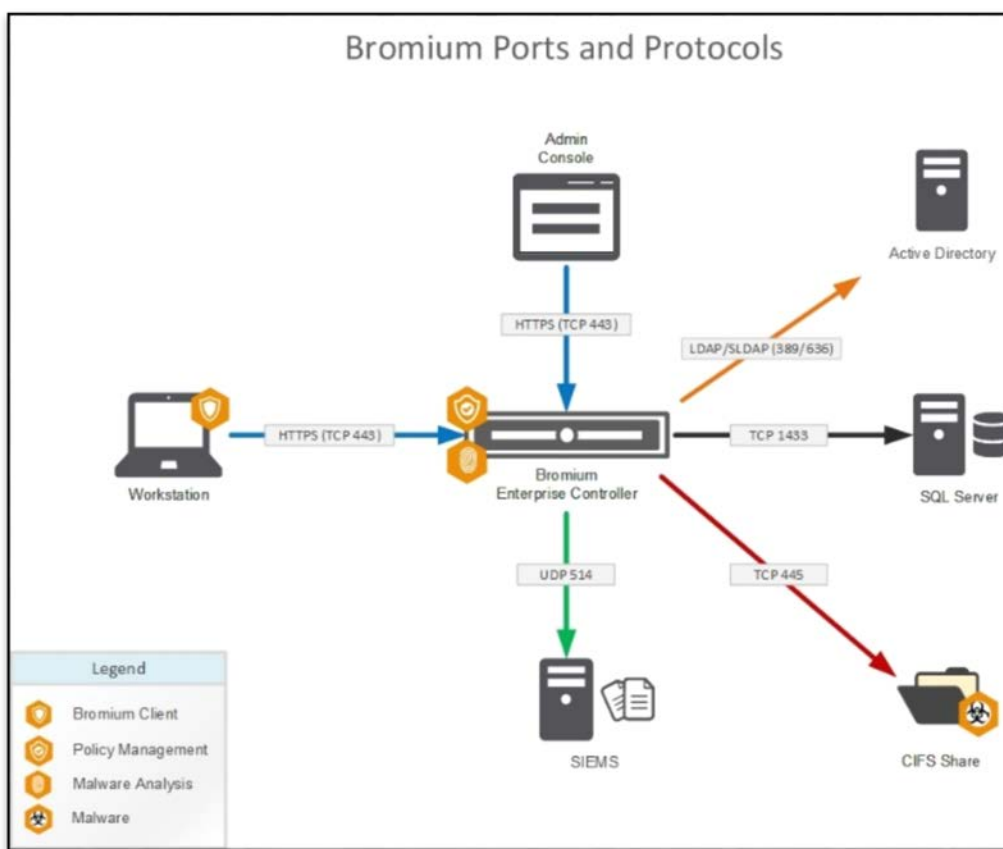 Bromium Ports and Protocols
Admin
Console
Active Directory
HTTPS (TCP 443)
LDAP/SLDAP (389/636)
HTTPS (TCP 443)
TCP 1433
Workstation
Bromium
Enterprise Controller
SQL Server
UDP 514
TCP 445
SIEMS
CIFS Share
Legend
Bromium Client
Policy Management
Malware Analysis
Malware